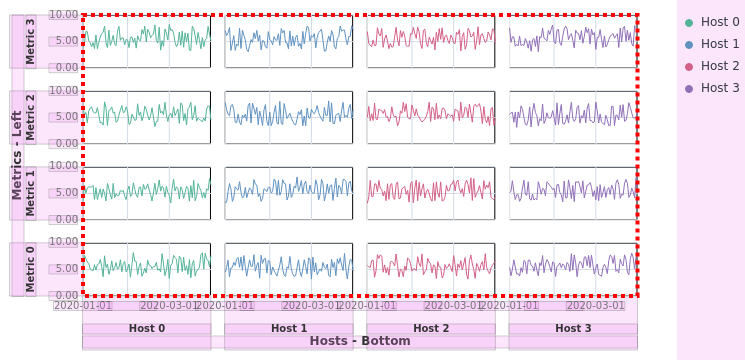 Metrics - Left
Metric 3
10.00
5.00
0.00
Metric 2
10.00
5.00
0.00
Metric 1
10.00
5.00
0.00
Metric 0
10.00
5.00
0.00
2020-01-01 2020-03-01 2020-01-01 2020-03-01 2020-01-01 2020-03-01 2020-01-01 2020-03-01
Host 0 Host 1 Host 2 Host 3
Hosts - Bottom
Host 0
Host 1
Host 2
Host 3